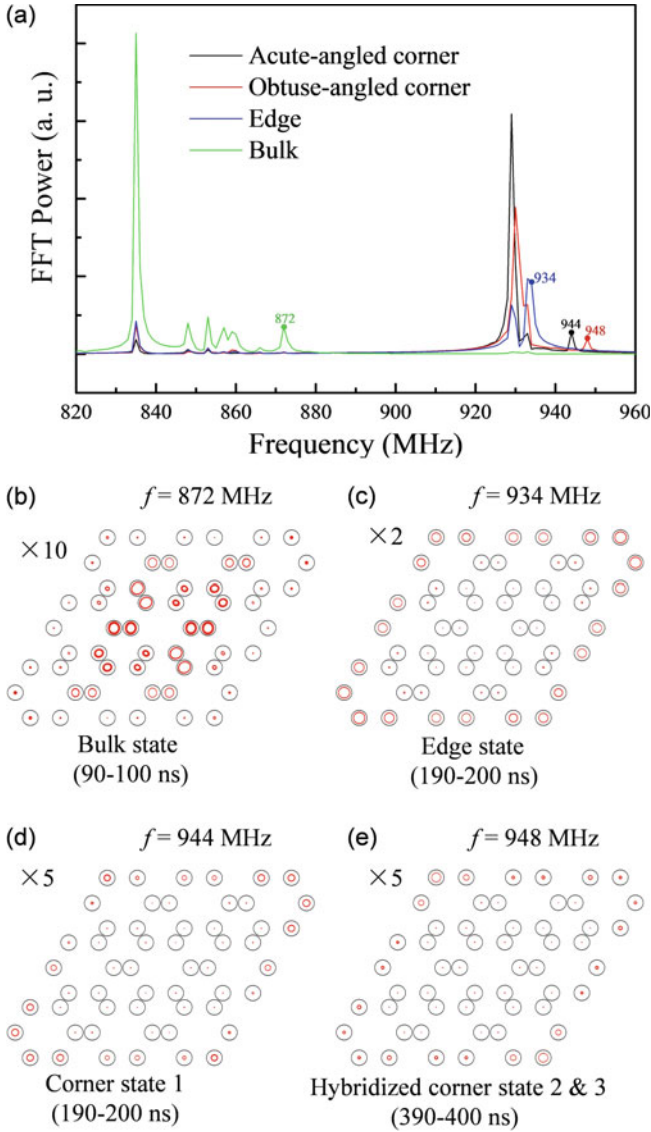 (a)
Acute-angled corner
Obtuse-angled corner
Edge
Bulk
FFT Power (a. u.)
872
934
944
948
820 840 860 880 900 920 940 960
Frequency (MHz)
(b) f = 872 MHz
×10
Bulk state
(90-100 ns)
(c) f = 934 MHz
×2
Edge state
(190-200 ns)
(d) f = 944 MHz
×5
Corner state 1
(190-200 ns)
(e) f = 948 MHz
×5
Hybridized corner state 2 & 3
(390-400 ns)